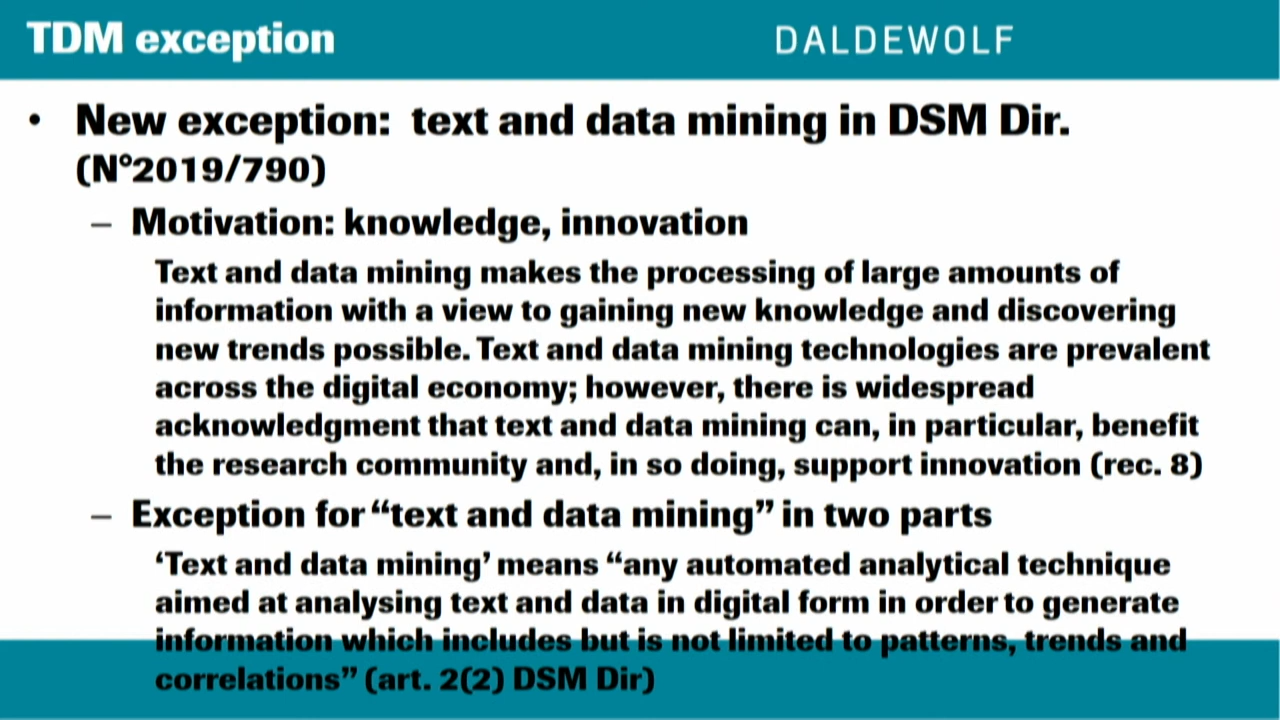 TDM exception
DALDEWOLF
• New exception: text and data mining in DSM Dir.
(N°2019/790)
– Motivation: knowledge, innovation
Text and data mining makes the processing of large amounts of
information with a view to gaining new knowledge and discovering
new trends possible. Text and data mining technologies are prevalent
across the digital economy; however, there is widespread
acknowledgment that text and data mining can, in particular, benefit
the research community and, in so doing, support innovation (rec. 8)
– Exception for “text and data mining” in two parts
‘Text and data mining’ means “any automated analytical technique
aimed at analysing text and data in digital form in order to generate
information which includes but is not limited to patterns, trends and
correlations” (art. 2(2) DSM Dir)